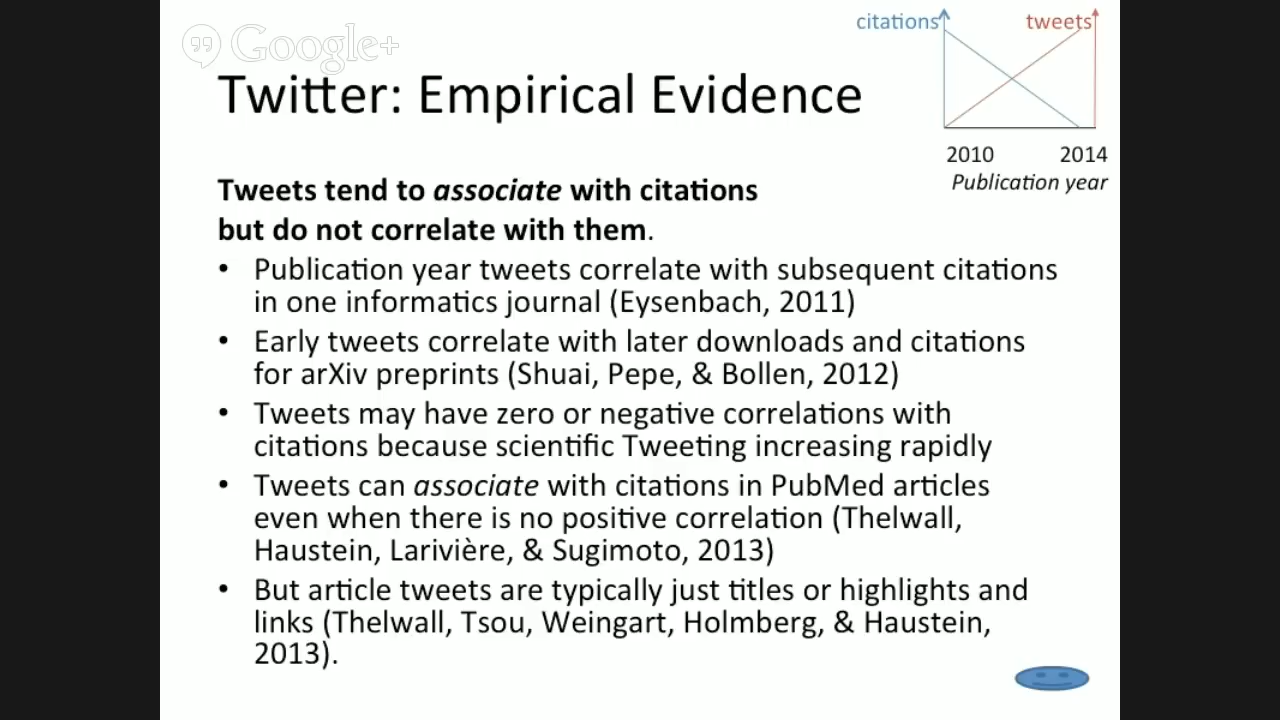 Google+
citations
tweets
Twitter: Empirical Evidence
2010
2014
Publication year
Tweets tend to associate with citations
but do not correlate with them.
• Publication year tweets correlate with subsequent citations
in one informatics journal (Eysenbach, 2011)
• Early tweets correlate with later downloads and citations
for arXiv preprints (Shuai, Pepe, & Bollen, 2012)
• Tweets may have zero or negative correlations with
citations because scientific Tweeting increasing rapidly
• Tweets can associate with citations in PubMed articles
even when there is no positive correlation (Thelwall,
Haustein, Larivière, & Sugimoto, 2013)
• But article tweets are typically just titles or highlights and
links (Thelwall, Tsou, Weingart, Holmberg, & Haustein,
2013).